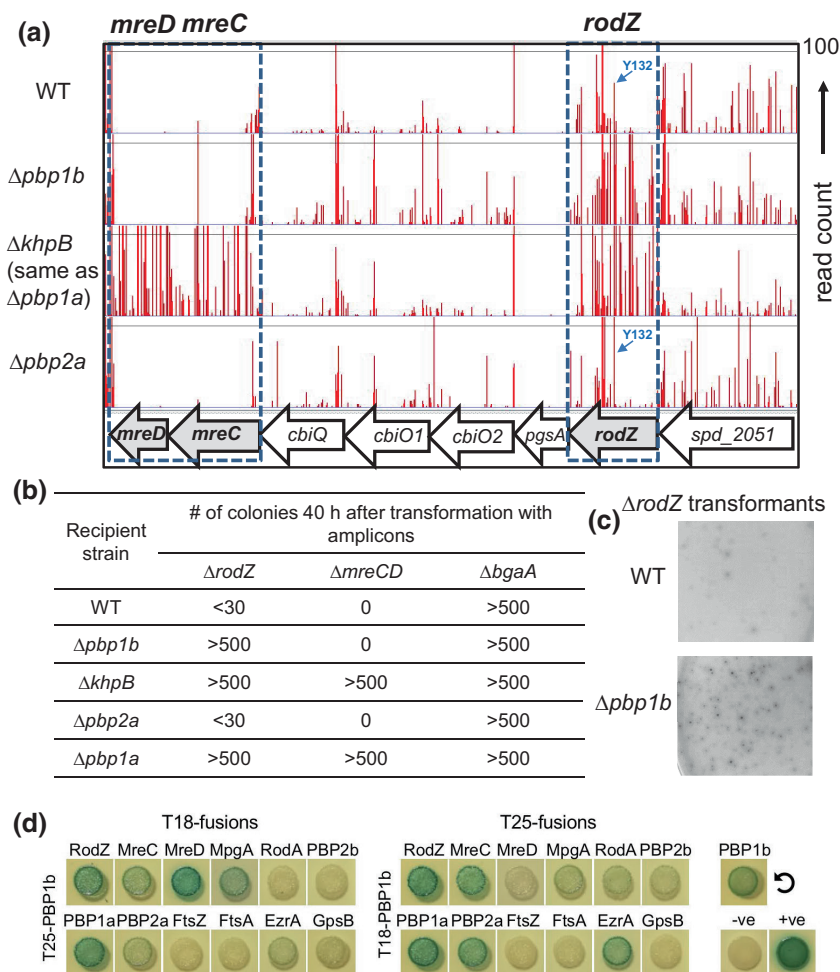 (a)
mreD mreC
rodZ
100
WT
Y132
Δpbp1b
ΔkhpB
(same as
Δpbp1a)
read count
Δpbp2a
Y132
mreD mreC cbiQ cbiO1 cbiO2 pgsA rodZ spd_2051
(b)
Recipient strain
# of colonies 40 h after transformation with amplicons
ΔrodZ ΔmreCD ΔbgaA
WT <30 0 >500
Δpbp1b >500 0 >500
ΔkhpB >500 >500 >500
Δpbp2a <30 0 >500
Δpbp1a >500 >500 >500
(c)
ΔrodZ transformants
WT
Δpbp1b
(d)
T18-fusions
T25-PBP1b
RodZ MreC MreD MpgA RodA PBP2b
PBP1a PBP2a FtsZ FtsA EzrA GpsB
T25-fusions
T18-PBP1b
RodZ MreC MreD MpgA RodA PBP2b
PBP1a PBP2a FtsZ FtsA EzrA GpsB
PBP1b
-ve +ve